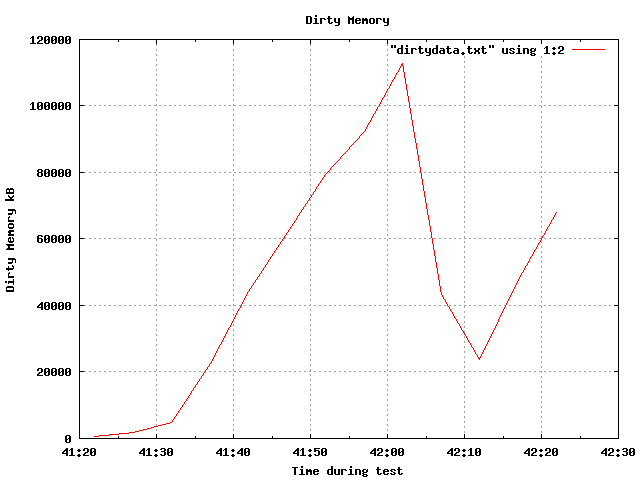 Dirty Memory
"dirtydata.txt" using 1:2
120000
100000
80000
60000
40000
20000
0
Dirty Memory kB
41:20 41:30 41:40 41:50 42:00 42:10 42:20 42:30
Time during test